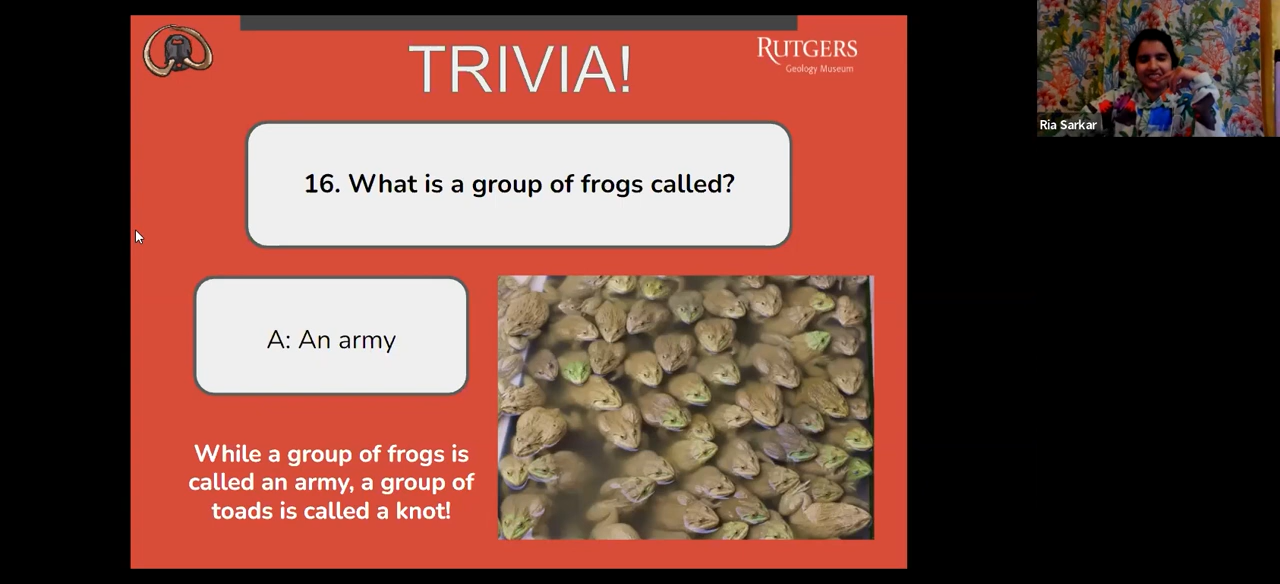 TRIVIA!
RUTGERS
Geology Museum
Ria Sarkar
16. What is a group of frogs called?
A: An army
While a group of frogs is
called an army, a group of
toads is called a knot!